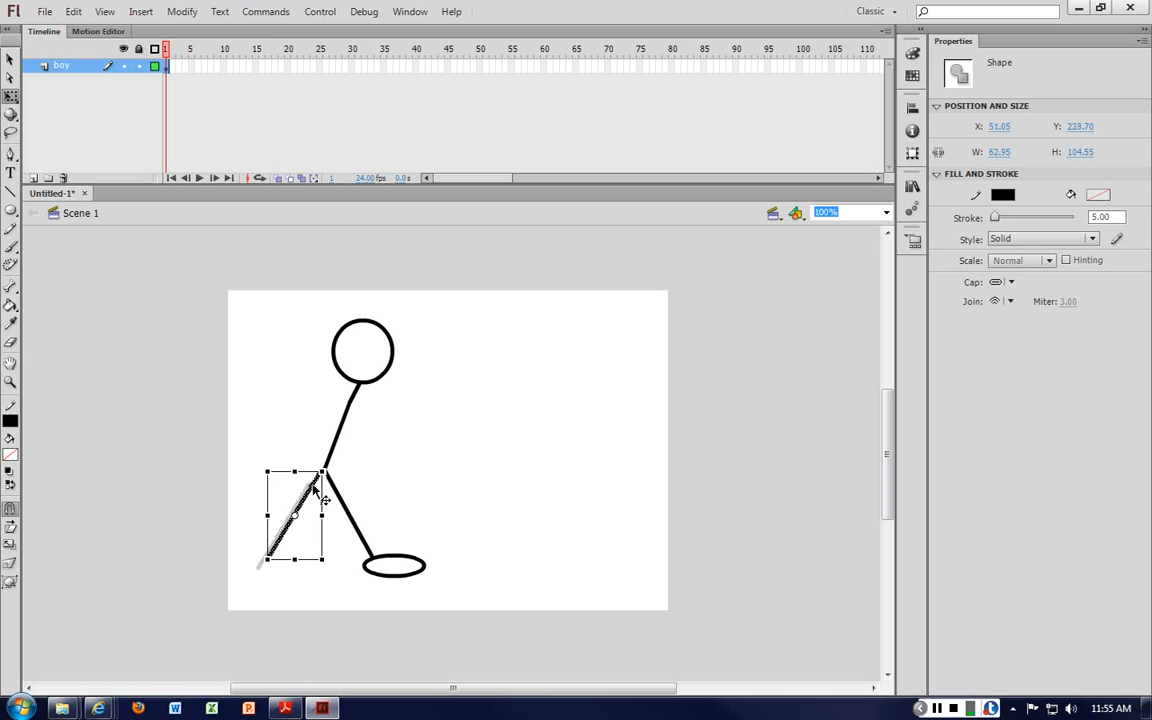 Fl File Edit View Insert Modify Text Commands Control Debug Window Help Classic
Timeline Motion Editor
1 5 10 15 20 25 30 35 40 45 50 55 60 65 70 75 80 85 90 95 100 105 110
boy
1 24.00 fps 0.0 s
Untitled-1*
Scene 1 100%
Properties
Shape
POSITION AND SIZE
X: 51.05 Y: 228.70
W: 62.95 H: 104.55
FILL AND STROKE
Stroke: 5.00
Style: Solid
Scale: Normal Hinting
Cap:
Join: Miter: 3.00
T
W X P Fl 11:55 AM